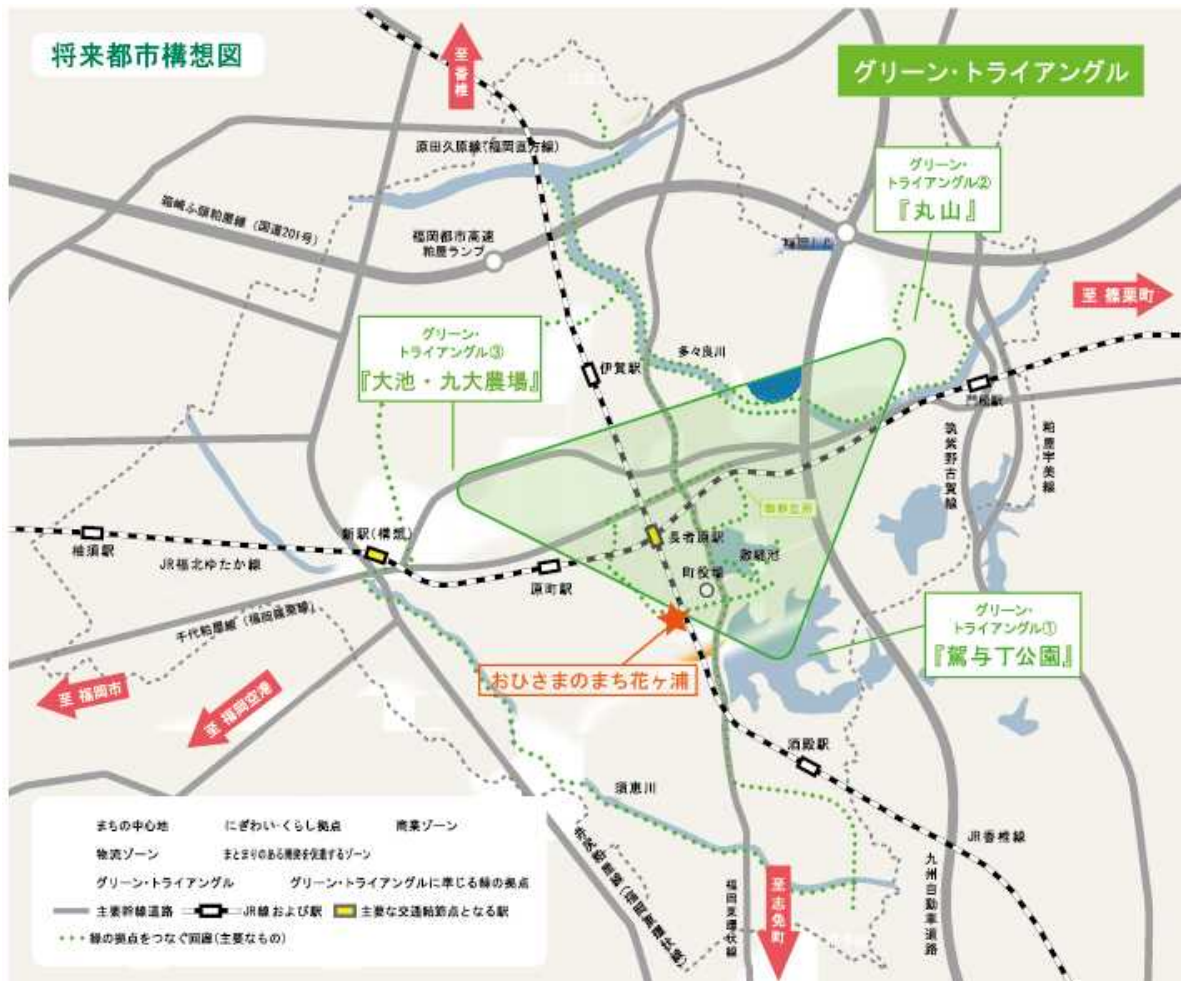 将来都市構想図
至 香椎
グリーン・トライアングル
原田久原線(福岡直方線)
グリーン・
トライアングル②
『丸山』
箱崎ふ頭粕屋線 (国道201号)
福岡都市高速
粕屋ランプ
至 篠栗町
グリーン・
トライアングル③
『大池・九大農場』
伊賀駅
多々良川
門松駅
筑紫野古賀線
粕屋宇美線
柚須駅
JR福北ゆたか線
新駅(構想)
原町駅
長者原駅
敷縄池
町役場
千代粕屋線 (福岡篠栗線)
グリーン・
トライアングル①
『駕与丁公園』
おひさまのまち花ヶ浦
至 福岡市
至 福岡空港
酒殿駅
須恵川
JR香椎線
九州自動車道路
福岡東環状線
至 志免町
まちの中心地 にぎわい・くらし拠点 商業ゾーン
物流ゾーン まとまりのある開発を促進するゾーン
グリーン・トライアングル グリーン・トライアングルに準じる緑の拠点
主要幹線道路 JR線および駅 主要な交通結節点となる駅
緑の拠点をつなぐ回廊(主要なもの)